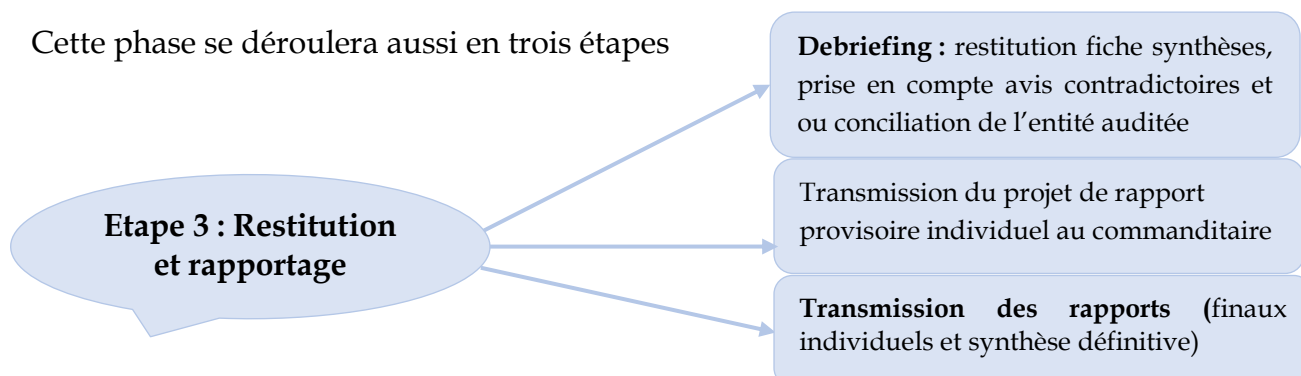 Cette phase se déroulera aussi en trois étapes
Debriefing : restitution fiche synthèses,
prise en compte avis contradictoires et
ou conciliation de l’entité auditée
Etape 3 : Restitution
et rapportage
Transmission du projet de rapport
provisoire individuel au commanditaire
Transmission des rapports (finaux
individuels et synthèse définitive)